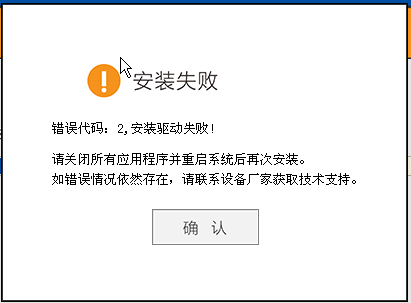 安装失败
错误代码：2,安装驱动失败!
请关闭所有应用程序并重启系统后再次安装。
如错误情况依然存在，请联系设备厂家获取技术支持。
确 认